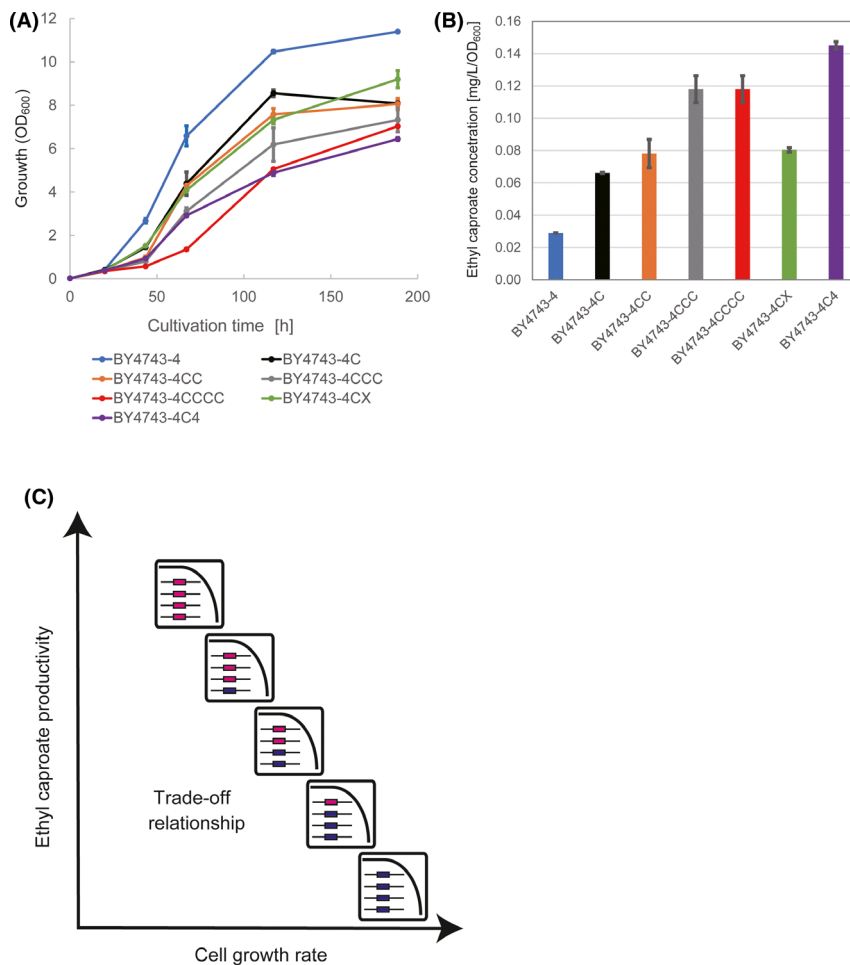 (A)
12
10
8
6
4
2
0
Grouwth (OD600)
0 50 100 150 200
Cultivation time [h]
BY4743-4 BY4743-4C
BY4743-4CC BY4743-4CCC
BY4743-4CCCC BY4743-4CX
BY4743-4C4
(B)
0.16
0.14
0.12
0.10
0.08
0.06
0.04
0.02
0.00
Ethyl caproate concetration [mg/L/OD600]
BY4743-4
BY4743-4C
BY4743-4CC
BY4743-4CCC
BY4743-4CCCC
BY4743-4CX
BY4743-4C4
(C)
Ethyl caproate productivity
Trade-off
relationship
Cell growth rate